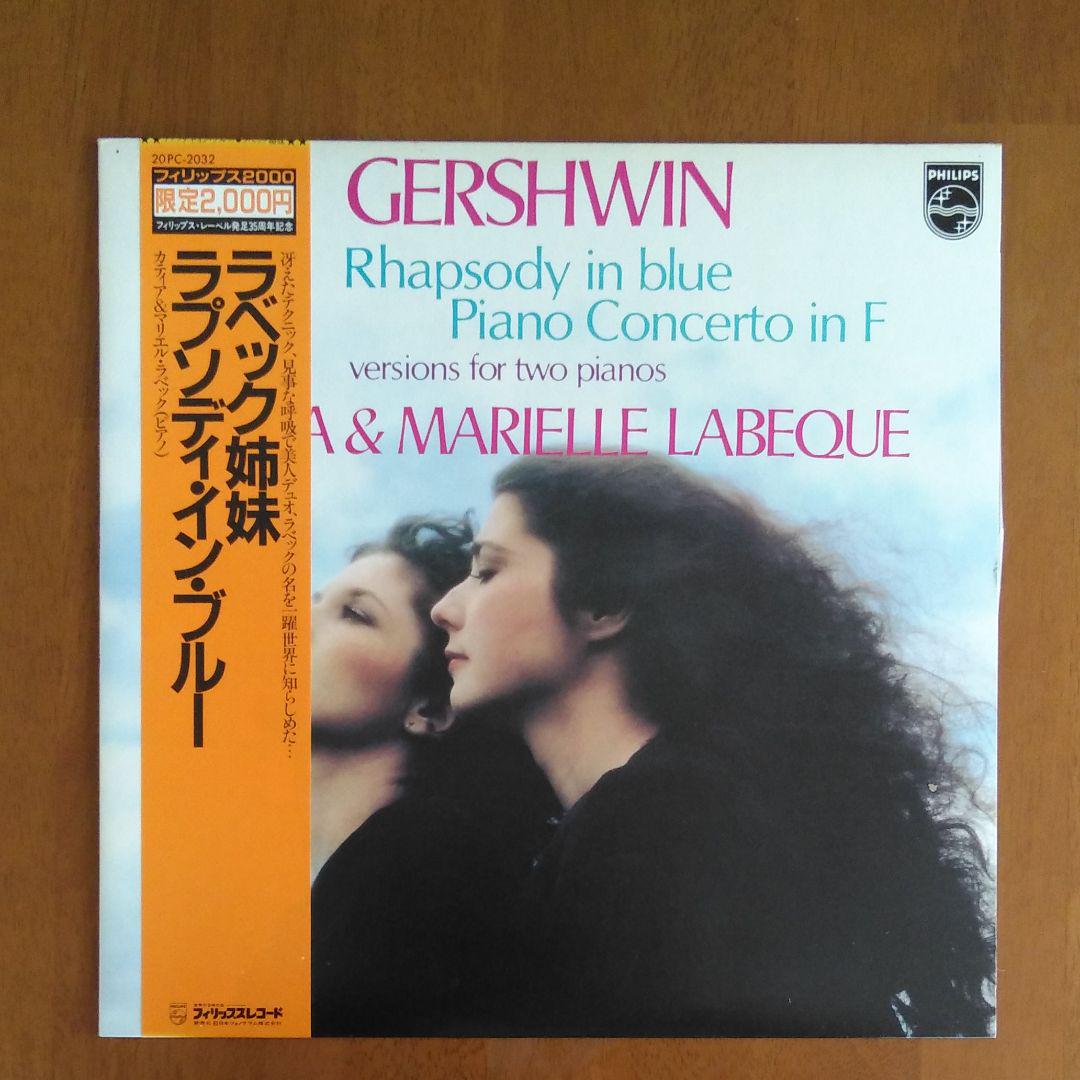 20PC-2032
フィリップス2000
限定2,000円
フィリップス・レーベル発足35周年記念
冴えたテクニック、見事な呼吸で美人デュオ、ラベックの名を一躍世界に知らしめた…
ラベック姉妹
ラプソディ・イン・ブルー
カティア&マリエル・ラベック(ピアノ)
PHILIPS
フィリップスレコード
GERSHWIN
PHILIPS
Rhapsody in blue
Piano Concerto in F
versions for two pianos
A & MARIELLE LABEQUE